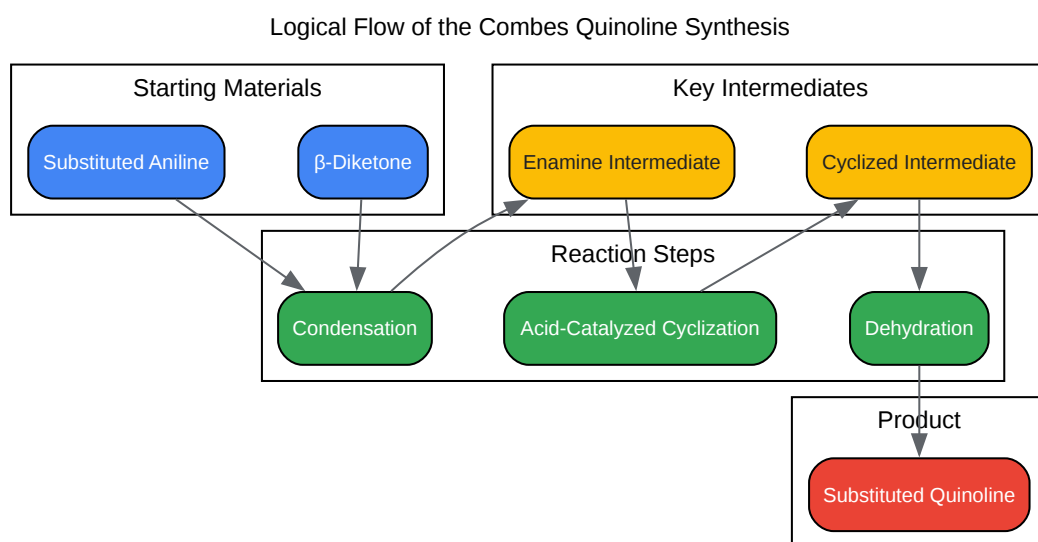 Logical Flow of the Combes Quinoline Synthesis
Starting Materials
Key Intermediates
Substituted Aniline
β-Diketone
Enamine Intermediate
Cyclized Intermediate
Reaction Steps
Condensation
Acid-Catalyzed Cyclization
Dehydration
Product
Substituted Quinoline